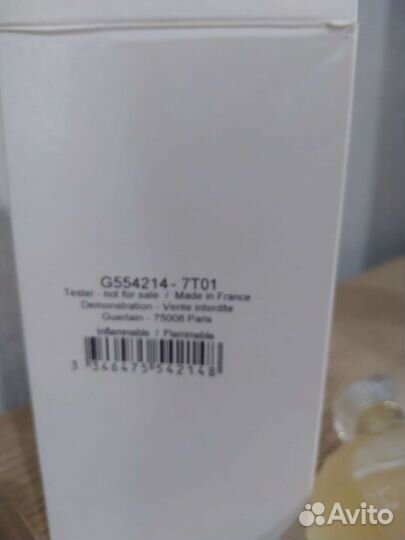 G554214 - 7T01
Tester - not for sale / Made in France
Demonstration - Vente interdite
Guerlain - 75008 Paris
Inflammable / Flammable
3 346475 542148
Avito